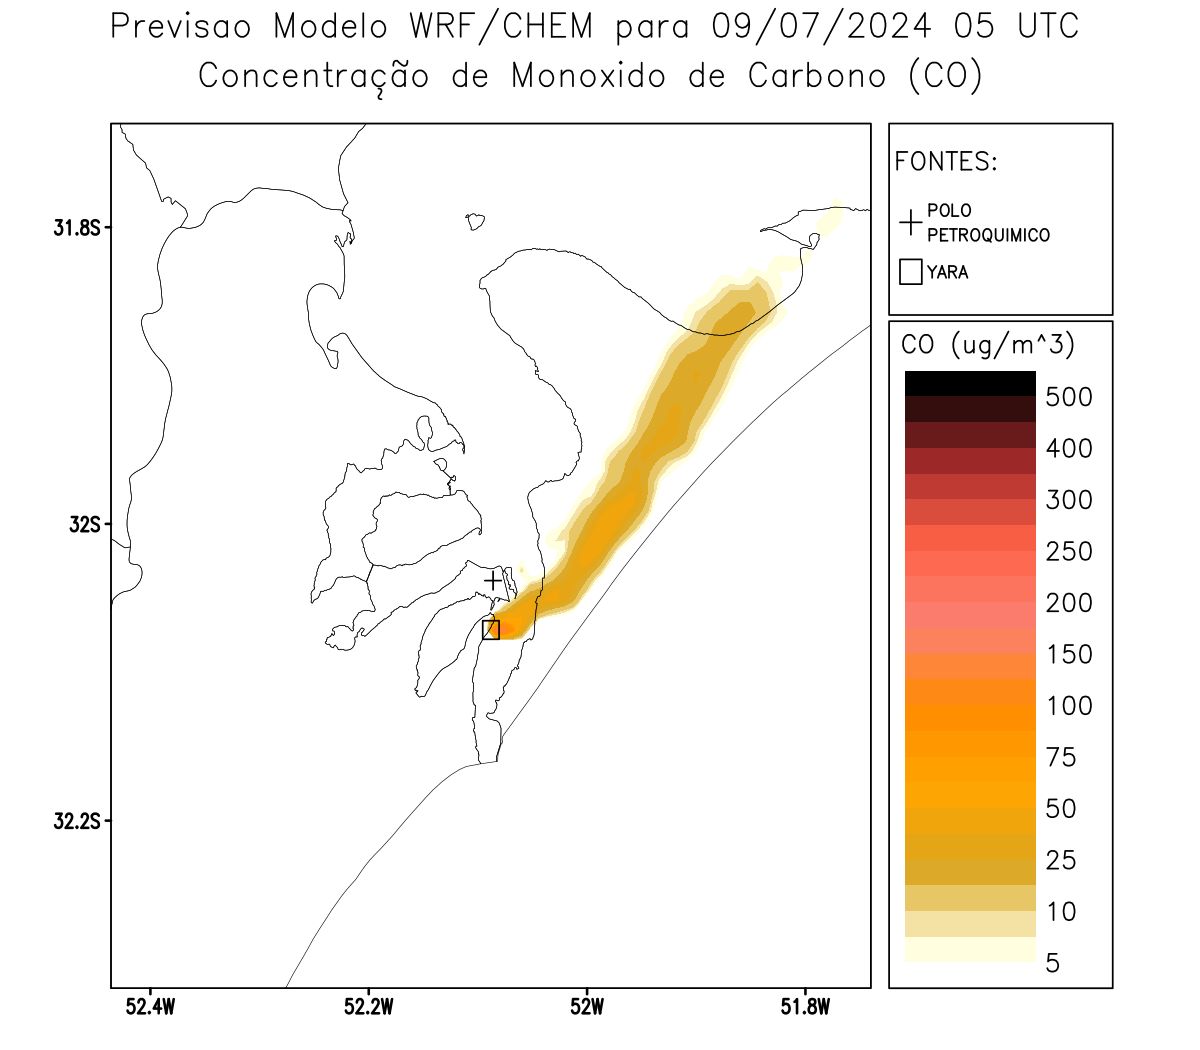 Previsao Modelo WRF/CHEM para 09/07/2024 05 UTC
Concentração de Monoxido de Carbono (CO)
FONTES:
POLO
PETROQUIMICO
YARA
CO (ug/m^3)
500
400
300
250
200
150
100
75
50
25
10
5
31.8S
32S
32.2S
52.4W
52.2W
52W
51.8W